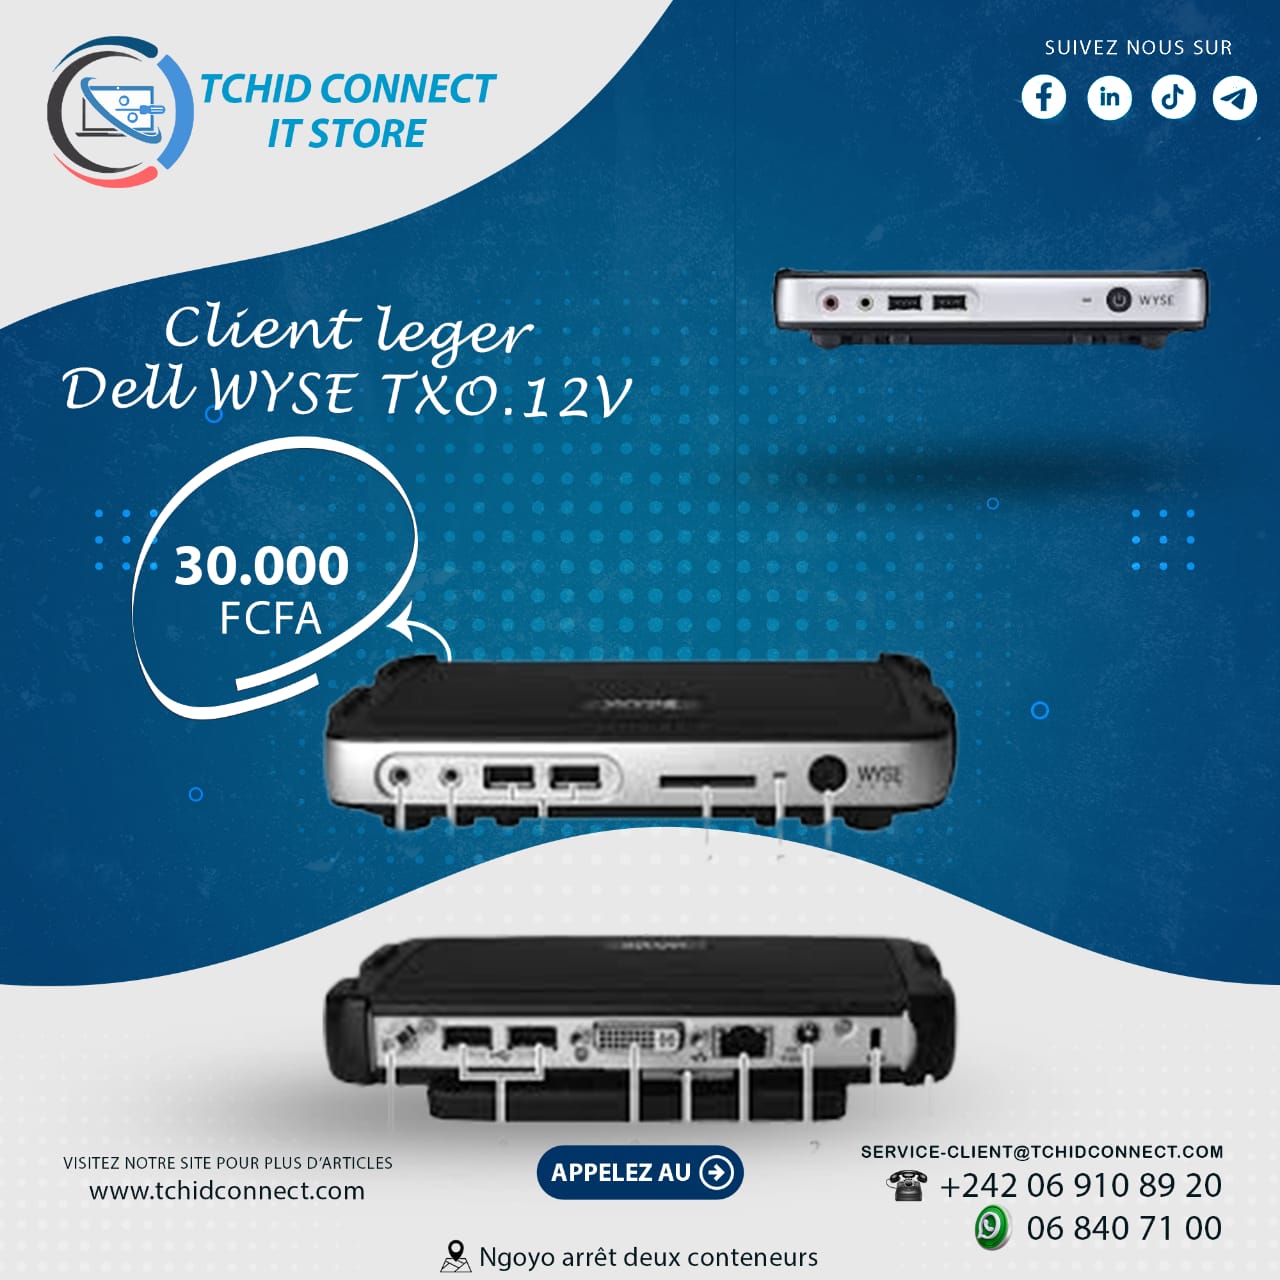 TCHID CONNECT
IT STORE
SUIVEZ NOUS SUR
Client leger
Dell WYSE TXO.12V
WYSE
30.000
FCFA
WYSE
VISITEZ NOTRE SITE POUR PLUS D'ARTICLES
www.tchidconnect.com
APPELEZ AU
SERVICE-CLIENT@TCHIDCONNECT.COM
+242 06 910 89 20
06 840 71 00
Ngoyo arrêt deux conteneurs